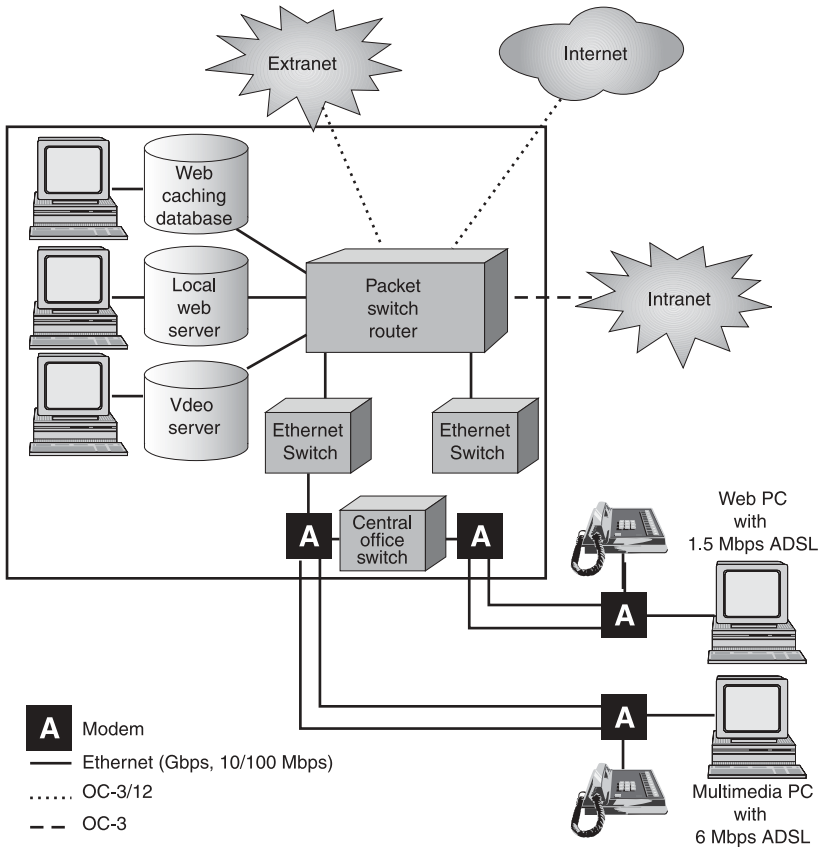 Extranet
Internet
Web
caching
database
Local
web
server
Vdeo
server
Packet
switch
router
Intranet
Ethernet
Switch
Ethernet
Switch
A
Central
office
switch
A
Web PC
with
1.5 Mbps ADSL
A
A
Multimedia PC
with
6 Mbps ADSL
A Modem
Ethernet (Gbps, 10/100 Mbps)
OC-3/12
OC-3